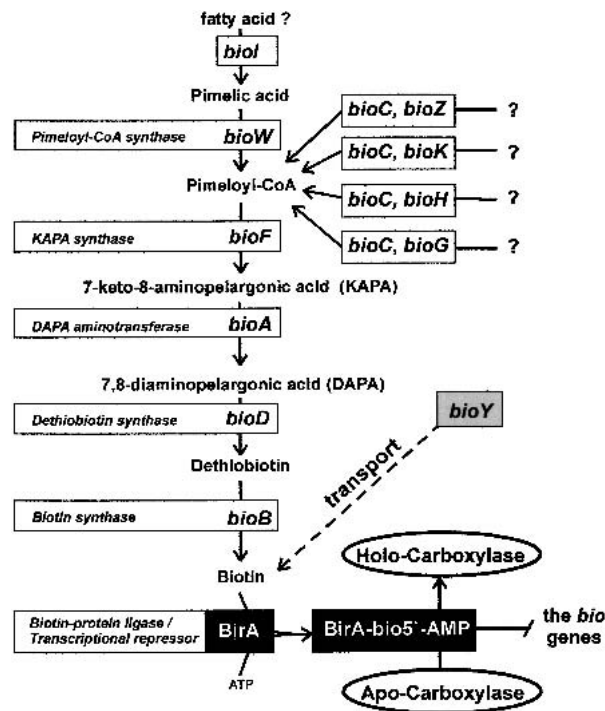 fatty acid ?
bioI
Pimelic acid
Pimeloyl-CoA synthase
bioW
bioC, bioZ
?
bioC, bioK
?
Pimeloyl-CoA
bioC, bioH
?
bioC, bioG
?
KAPA synthase
bioF
7-keto-8-aminopelargonic acid (KAPA)
DAPA aminotransferase
bioA
7,8-diaminopelargonic acid (DAPA)
Dethiobiotin synthase
bioD
bioY
transport
Dethiobiotin
Biotin synthase
bioB
Holo-Carboxylase
Biotin
Biotin-protein ligase /
Transcriptional repressor
BirA
BirA-bio5`-AMP
the bio
genes
ATP
Apo-Carboxylase